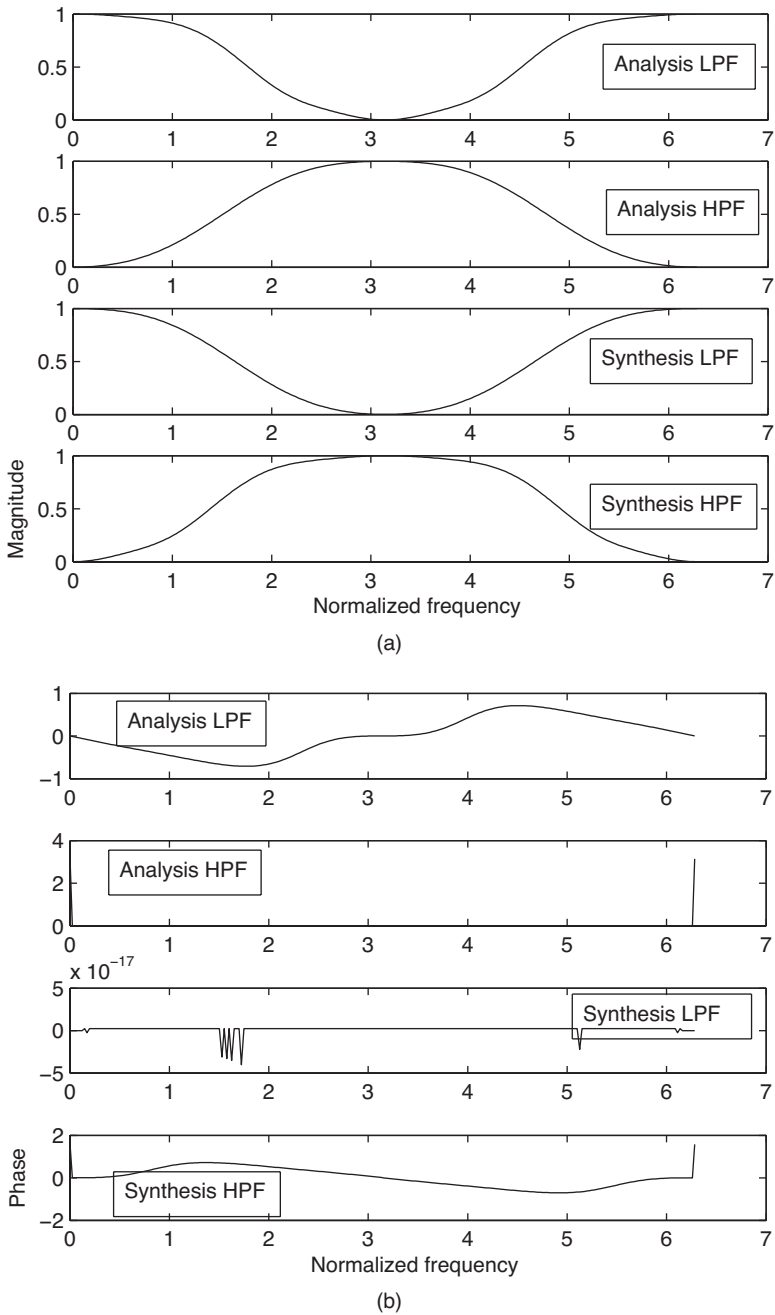 1
0.5
0
Analysis LPF
0 1 2 3 4 5 6 7
1
0.5
0
Analysis HPF
0 1 2 3 4 5 6 7
1
0.5
0
Synthesis LPF
0 1 2 3 4 5 6 7
1
0.5
0
Magnitude
Synthesis HPF
0 1 2 3 4 5 6 7
Normalized frequency
(a)
1
0
−1
Analysis LPF
0 1 2 3 4 5 6 7
4
2
0
Analysis HPF
0 1 2 3 4 5 6 7
x 10−17
5
0
−5
Synthesis LPF
0 1 2 3 4 5 6 7
2
0
−2
Phase
Synthesis HPF
0 1 2 3 4 5 6 7
Normalized frequency
(b)